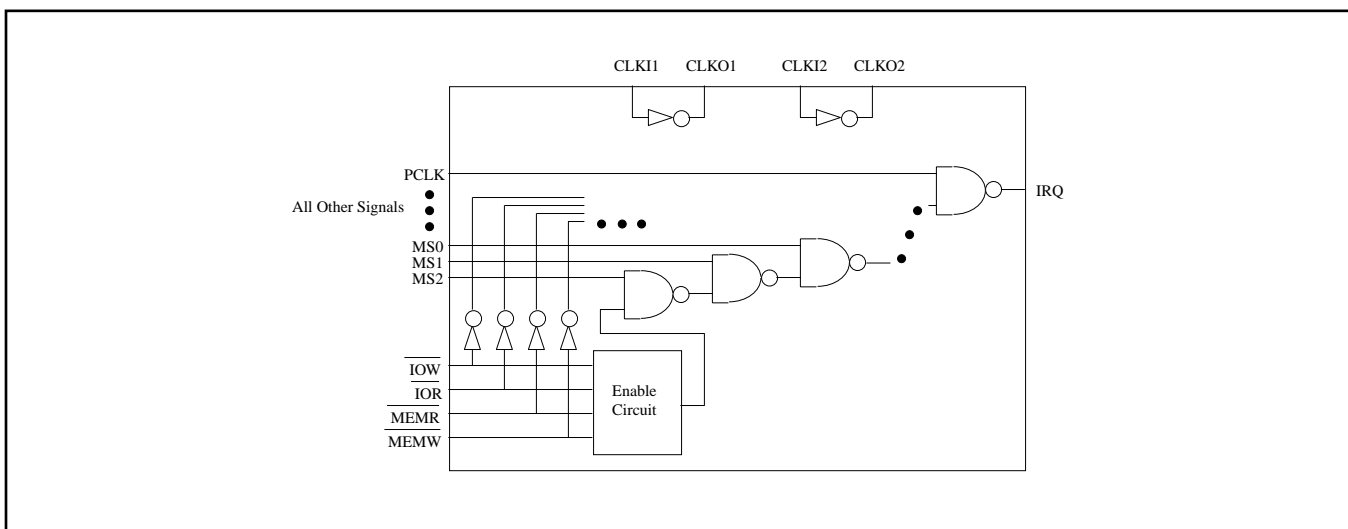 CLKI1 CLKO1 CLKI2 CLKO2
PCLK
IRQ
All Other Signals
MS0
MS1
MS2
IOW
IOR
MEMR
MEMW
Enable
Circuit